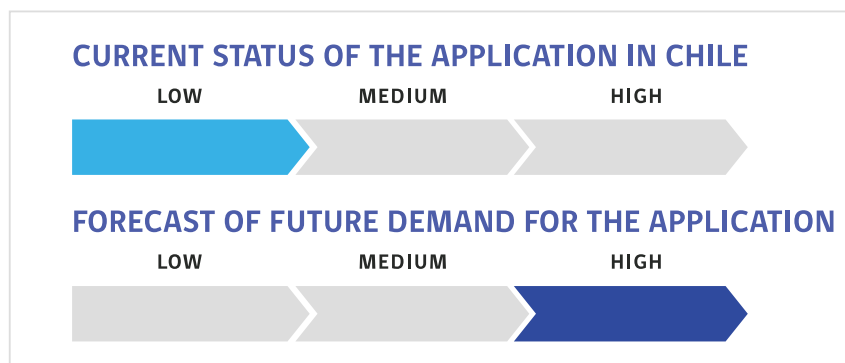 CURRENT STATUS OF THE APPLICATION IN CHILE
LOW MEDIUM HIGH
FORECAST OF FUTURE DEMAND FOR THE APPLICATION
LOW MEDIUM HIGH